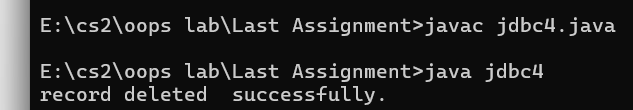 E:\cs2\oops lab\Last Assignment>javac jdbc4.java
E:\cs2\oops lab\Last Assignment>java jdbc4
record deleted  successfully.